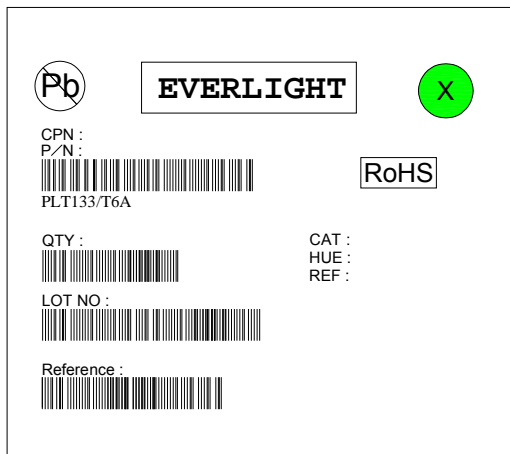 Pb
EVERLIGHT
X
CPN :
P/N :
RoHS
PLT133/T6A
QTY :
CAT :
HUE :
REF :
LOT NO :
Reference :